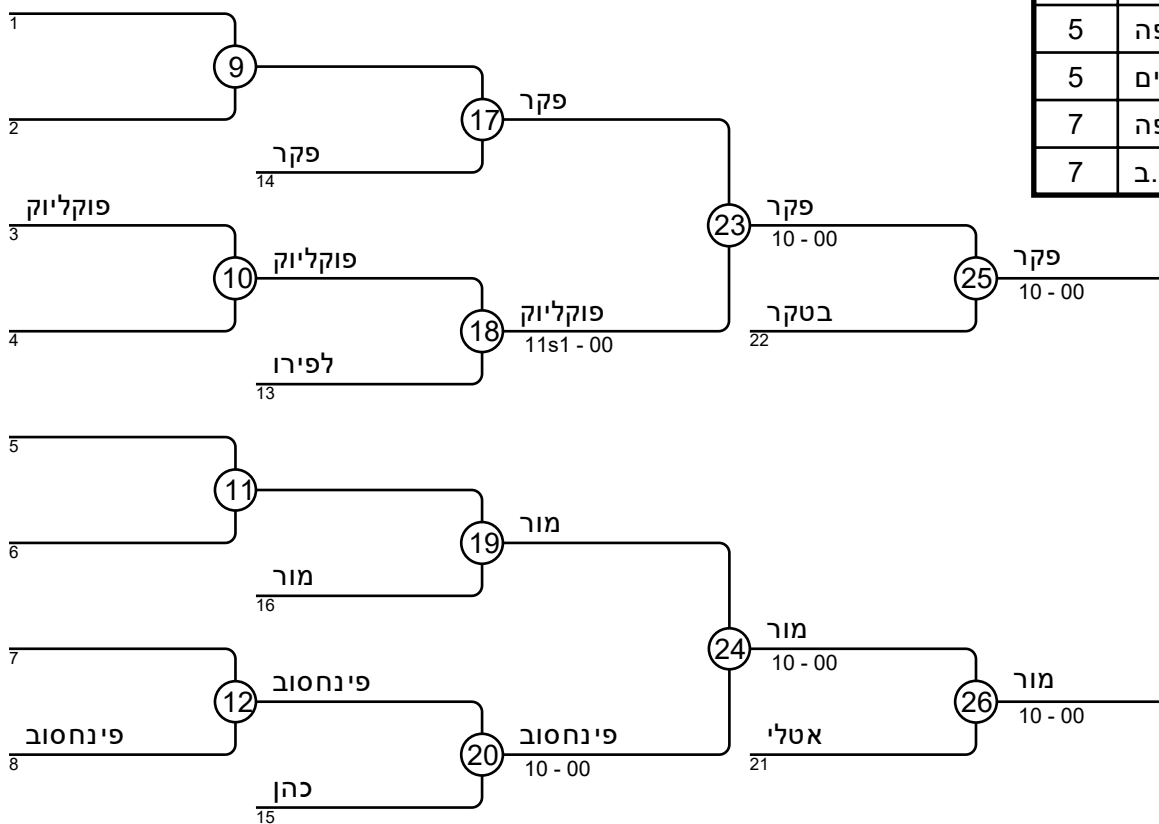 1
9
2
פקר
17
פקר
14
פוקליוק
3
10
פוקליוק
4
18
פוקליוק
11s1 - 00
לפירו
13
23
פקר
10 - 00
בטקר
22
25
פקר
10 - 00
5
11
6
מור
19
מור
16
7
12
פינחסוב
פינחסוב
8
20
פינחסוב
10 - 00
כהן
15
24
מור
10 - 00
אטלי
21
26
מור
10 - 00
5
5
7
7
ב.